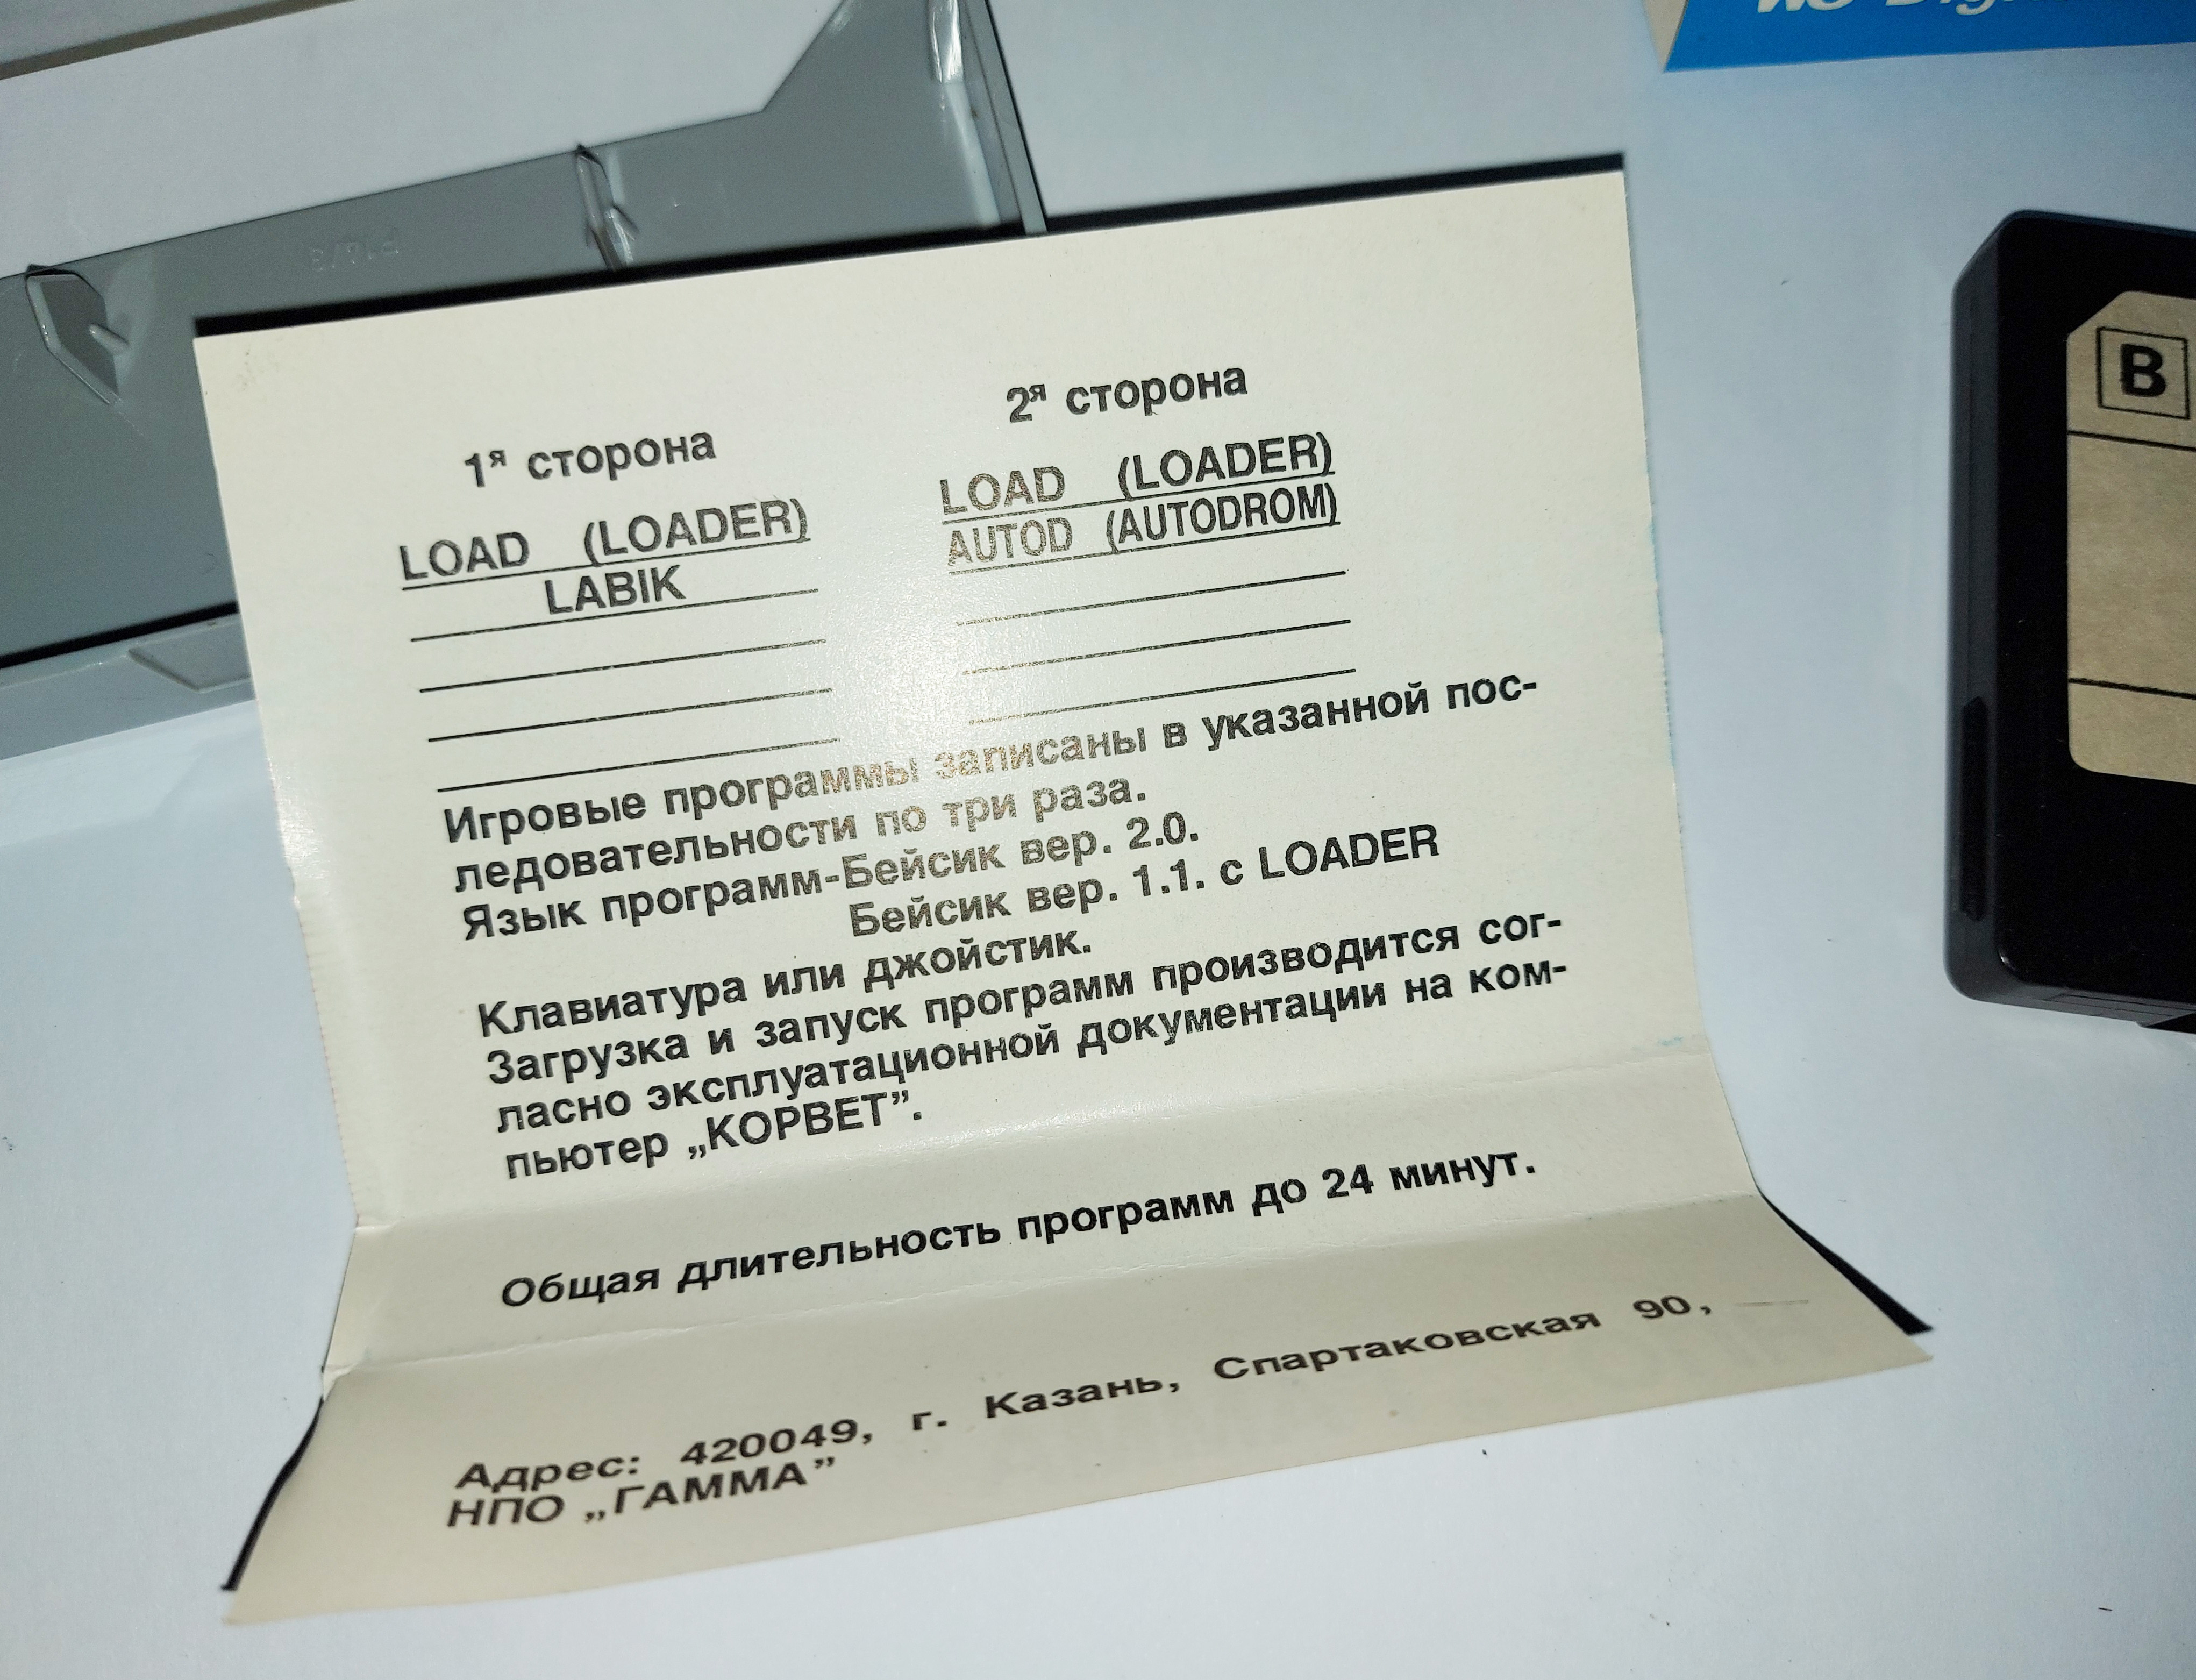 1я сторона
LOAD (LOADER)
LABIK
2я сторона
LOAD (LOADER)
AUTOD (AUTODROM)
Игровые программы записаны в указанной пос-
ледовательности по три раза.
Язык программ-Бейсик вер. 2.0.
Бейсик вер. 1.1. с LOADER
Клавиатура или джойстик.
Загрузка и запуск программ производится сог-
ласно эксплуатационной документации на ком-
пьютер „КОРВЕТ”.
Общая длительность программ до 24 минут.
Адрес: 420049, г. Казань, Спартаковская 90,
НПО „ГАММА”
B